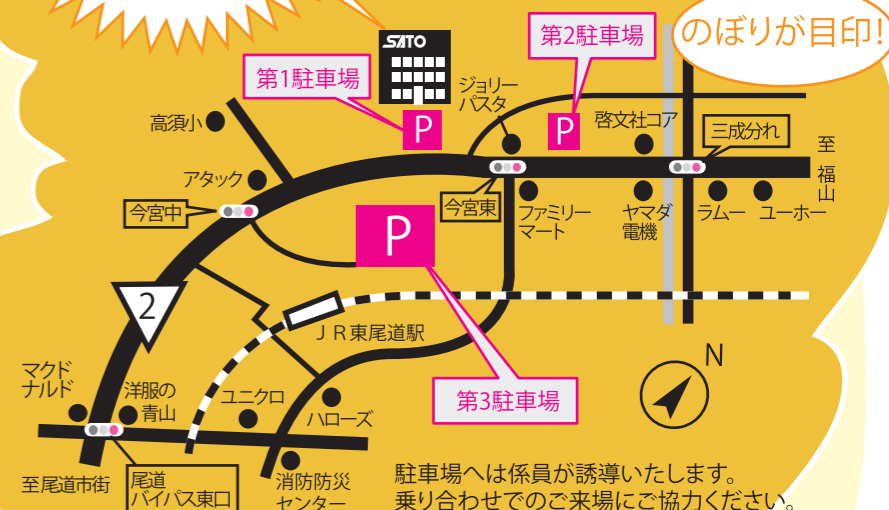 のぼりが目印!
SATO
第2駐車場
第1駐車場
ジョリー
パスタ
P
P
啓文社コア
三成分れ
至
福
山
高須小
アタック
今宮中
今宮東
ファミリー
マート
ヤマダ
電機
ラムー
ユーホー
P
2
JR東尾道駅
N
マクド
ナルド
洋服の
青山
ユニクロ
ハローズ
第3駐車場
至尾道市街
尾道
バイパス東口
消防防災
センター
駐車場へは係員が誘導いたします。
乗り合わせでのご来場にご協力ください。